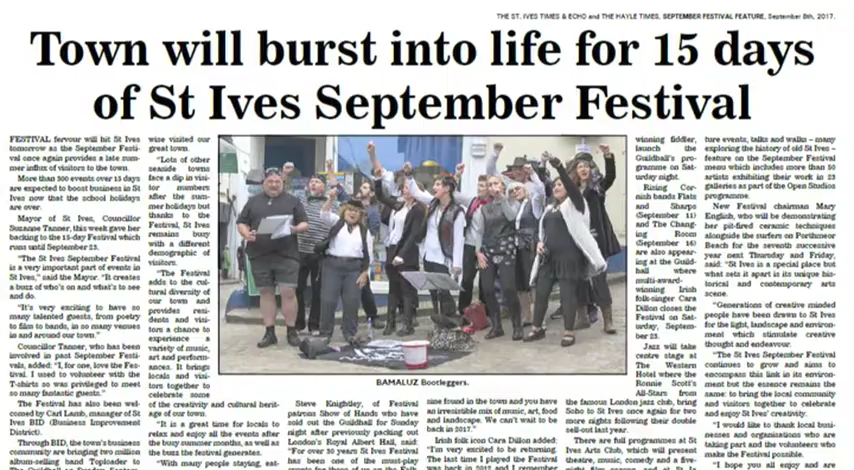 THE ST. IVES TIMES & ECHO and THE HAYLE TIMES, SEPTEMBER FESTIVAL FEATURE, September 8th, 2017.
Town will burst into life for 15 days
of St Ives September Festival
FESTIVAL fervour will hit St Ives
tomorrow as the September Festi-
val once again provides a late sum-
mer influx of visitors to the town.
More than 500 events over 15 days
are expected to boost business in St
Ives now that the school holidays
are over.
Mayor of St Ives, Councillor
Suzanne Tanner, this week gave her
backing to the 15-day Festival which
runs until September 23.
"The St Ives September Festival
is a very important part of events in
St Ives," said the Mayor. "It creates
a buzz of who's on and what's to see
and do.
"It's very exciting to have so
many talented guests, from poetry
to film to bands, in so many venues
in and around our town."
Councillor Tanner, who has been
involved in past September Festi-
vals, added: "I, for one, love the Fes-
tival. I used to volunteer with the
T-shirts so was privileged to meet
so many fantastic guests."
The Festival has also been wel-
comed by Carl Lamb, manager of St
Ives BID (Business Improvement
District).
Through BID, the town's business
community are bringing two million
album-selling band Toploader to
wise visited our
great town.
"Lots of other
seaside towns
face a dip in visi-
tor numbers
after the sum-
mer holidays but
thanks to the
Festival, St Ives
remains busy
with a different
demographic of
visitors.
"The Festival
adds to the cul-
tural diversity of
our town and
provides resi-
dents and visi-
tors a chance to
experience a
variety of music,
art and perform-
ances. It brings
locals and visi-
tors together to
celebrate some
of the creativity and cultural herit-
age of our town.
"It is a great time for locals to
relax and enjoy all the events after
the busy summer months, as well as
the buzz the festival generates.
"With many people staying, eat-
BAMALUZ Bootleggers.
Steve Knightley, of Festival
patrons Show of Hands who have
sold out the Guildhall for Sunday
night after previously packing out
London's Royal Albert Hall, said:
"For over 30 years St Ives Festival
has been one of the must-play
sine found in the town and you have
an irresistible mix of music, art, food
and landscape. We can't wait to be
back in 2017."
Irish folk icon Cara Dillon added:
"I'm very excited to be returning.
The last time I played the Festival
was back in 2012 and I remember
winning fiddler,
launch the
Guildhall's pro-
gramme on Sat-
urday night.
Rising Cor-
nish bands Flats
and Sharps
(September 11)
and The Chang-
ing Room
(September 16)
are also appear-
ing at the Guild-
hall where
multi-award-
winning Irish
folk-singer Cara
Dillon closes the
Festival on Sat-
urday, Septem-
ber 23.
Jazz will take
centre stage at
The Western
Hotel where the
Ronnie Scott's
All-Stars from
the famous London jazz club, bring
Soho to St Ives once again for two
more nights following their double
sell-out last year.
There are full programmes at St
Ives Arts Club, which will present
theatre, music, comedy and a five-
ture events, talks and walks – many
exploring the history of old St Ives –
feature on the September Festival
menu which includes more than 50
artists exhibiting their work in 23
galleries as part of the Open Studios
programme.
New Festival chairman Mary
English, who will be demonstrating
her pit-fired ceramic techniques
alongside the surfers on Porthmeor
Beach for the seventh successive
year next Thursday and Friday,
said: "St Ives is a special place but
what sets it apart is its unique his-
torical and contemporary arts
scene.
"Generations of creative minded
people have been drawn to St Ives
for the light, landscape and environ-
ment which stimulate creative
thought and endeavour.
"The St Ives September Festival
continues to grow and aims to
encompass this link in its environ-
ment but the essence remains the
same: to bring the local community
and visitors together to celebrate
and enjoy St Ives' creativity.
"I would like to thank local busi-
nesses and organisations who are
taking part and the volunteers who
make the Festival possible.
"I hope you all enjoy and are